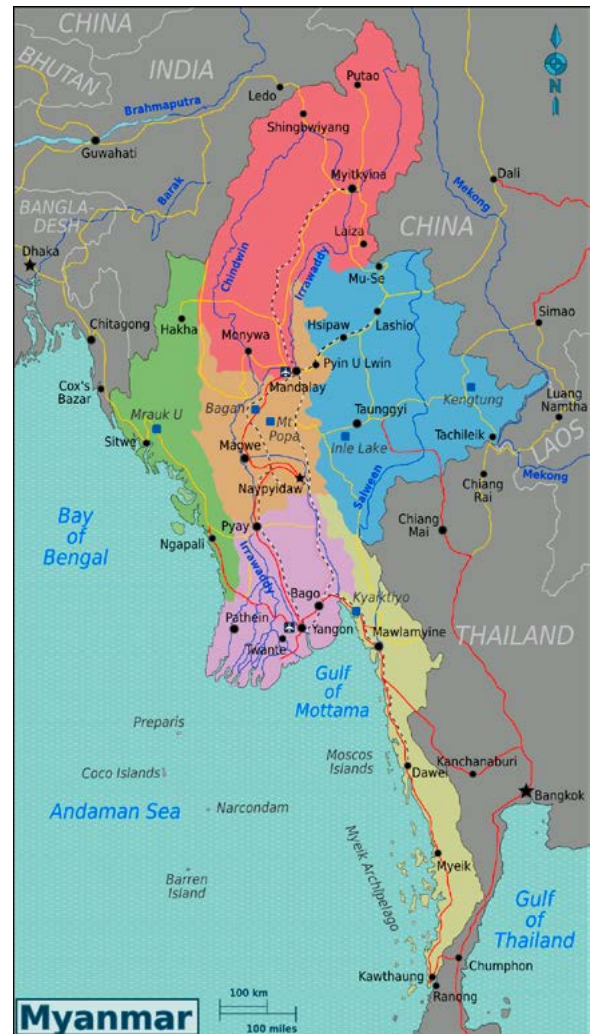 CHINA
BHUTAN
INDIA
Putao
Ledo
N
Brahmaputra
Shingbwiyang
Guwahati
Dali
Myitkyina
Mekong
Barak
BANGLA-
DESH
CHINA
Laiza
Dhaka
Chindwin
Irrawaddy
Mu-Se
Simao
Chitagong
Hakha
Hsipaw
Lashio
Monywa
Pyin U Lwin
Mandalay
Cox's
Bazar
Kengtung
Luang
Namtha
Mrauk U
Bagan
Mt
Popa
Taunggyi
Sitwe
Inle Lake
Tachileik
LAOS
Magwe
Mekong
Naypyidaw
Salween
Chiang
Rai
Bay
of
Bengal
Pyay
Chiang
Mai
Ngapali
Irrawaddy
Bago
Kyaiktiyo
Pathein
Yangon
Mawlamyine
THAILAND
Twante
Gulf
of
Mottama
Preparis
Moscos
Islands
Kanchanaburi
Coco Islands
Dawei
Bangkok
Andaman Sea
Narcondam
Myeik
Myeik Archipelago
Barren
Island
Gulf
of
Thailand
Chumphon
Kawthaung
Ranong
100 km
100 miles
Myanmar